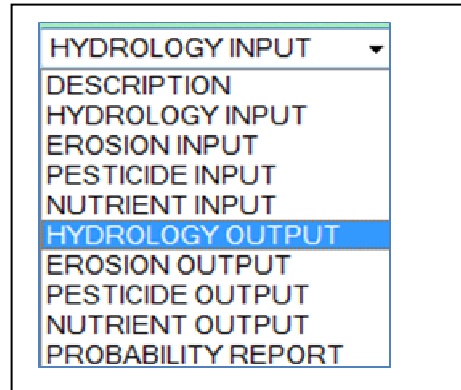 HYDROLOGY INPUT
DESCRIPTION
HYDROLOGY INPUT
EROSION INPUT
PESTICIDE INPUT
NUTRIENT INPUT
HYDROLOGY OUTPUT
EROSION OUTPUT
PESTICIDE OUTPUT
NUTRIENT OUTPUT
PROBABILITY REPORT